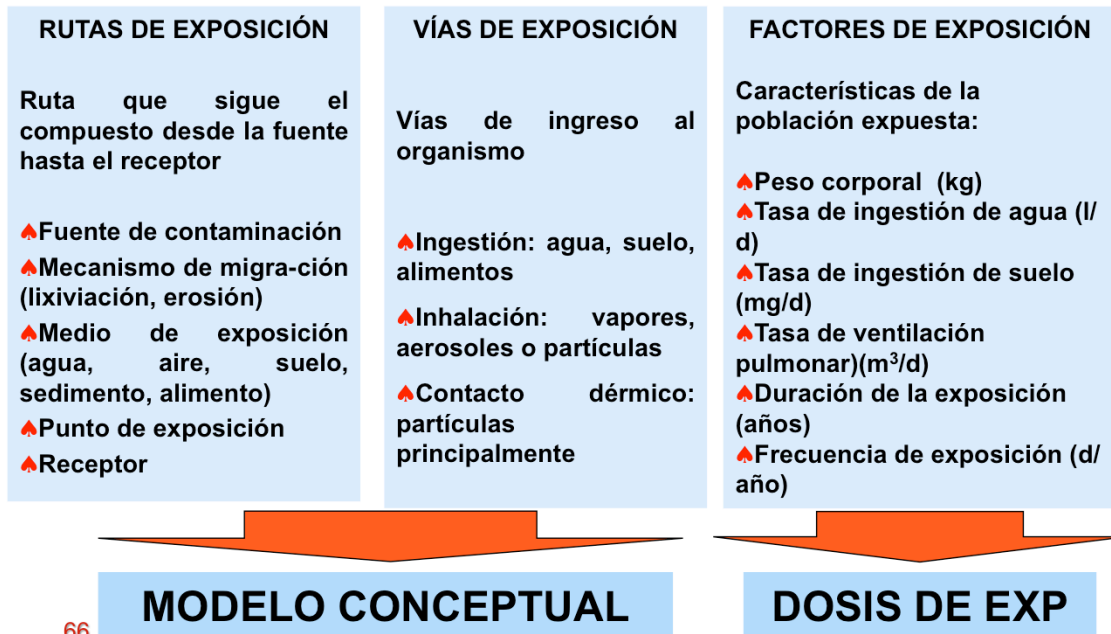 RUTAS DE EXPOSICIÓN
Ruta que sigue el
compuesto desde la fuente
hasta el receptor
♠Fuente de contaminación
♠Mecanismo de migra-ción
(lixiviación, erosión)
♠Medio de exposición
(agua, aire, suelo,
sedimento, alimento)
♠Punto de exposición
♠Receptor
VÍAS DE EXPOSICIÓN
Vías de ingreso al
organismo
♠Ingestión: agua, suelo,
alimentos
♠Inhalación: vapores,
aerosoles o partículas
♠Contacto dérmico:
partículas
principalmente
FACTORES DE EXPOSICIÓN
Características de la
población expuesta:
♠Peso corporal (kg)
♠Tasa de ingestión de agua (l/
d)
♠Tasa de ingestión de suelo
(mg/d)
♠Tasa de ventilación
pulmonar)(m³/d)
♠Duración de la exposición
(años)
♠Frecuencia de exposición (d/
año)
MODELO CONCEPTUAL
DOSIS DE EXP
66